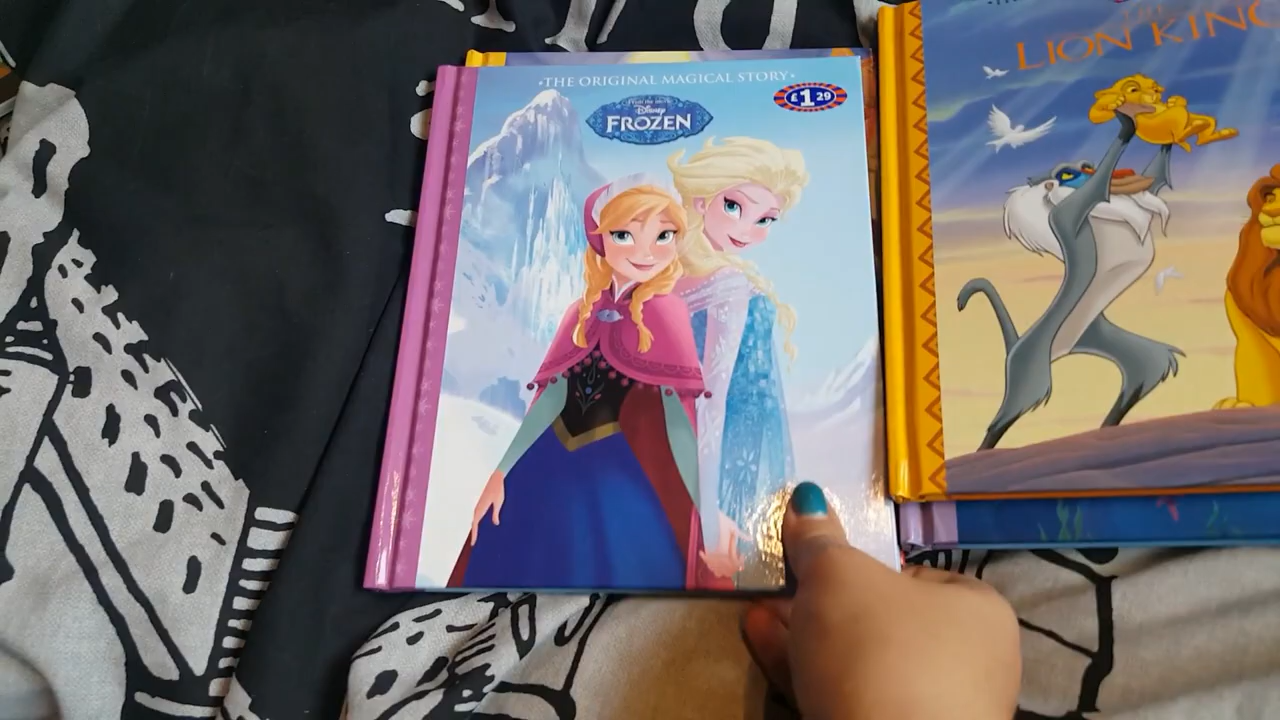 •THE ORIGINAL MAGICAL STORY•
From the movie
Disney
FROZEN
£1 29
LION KING